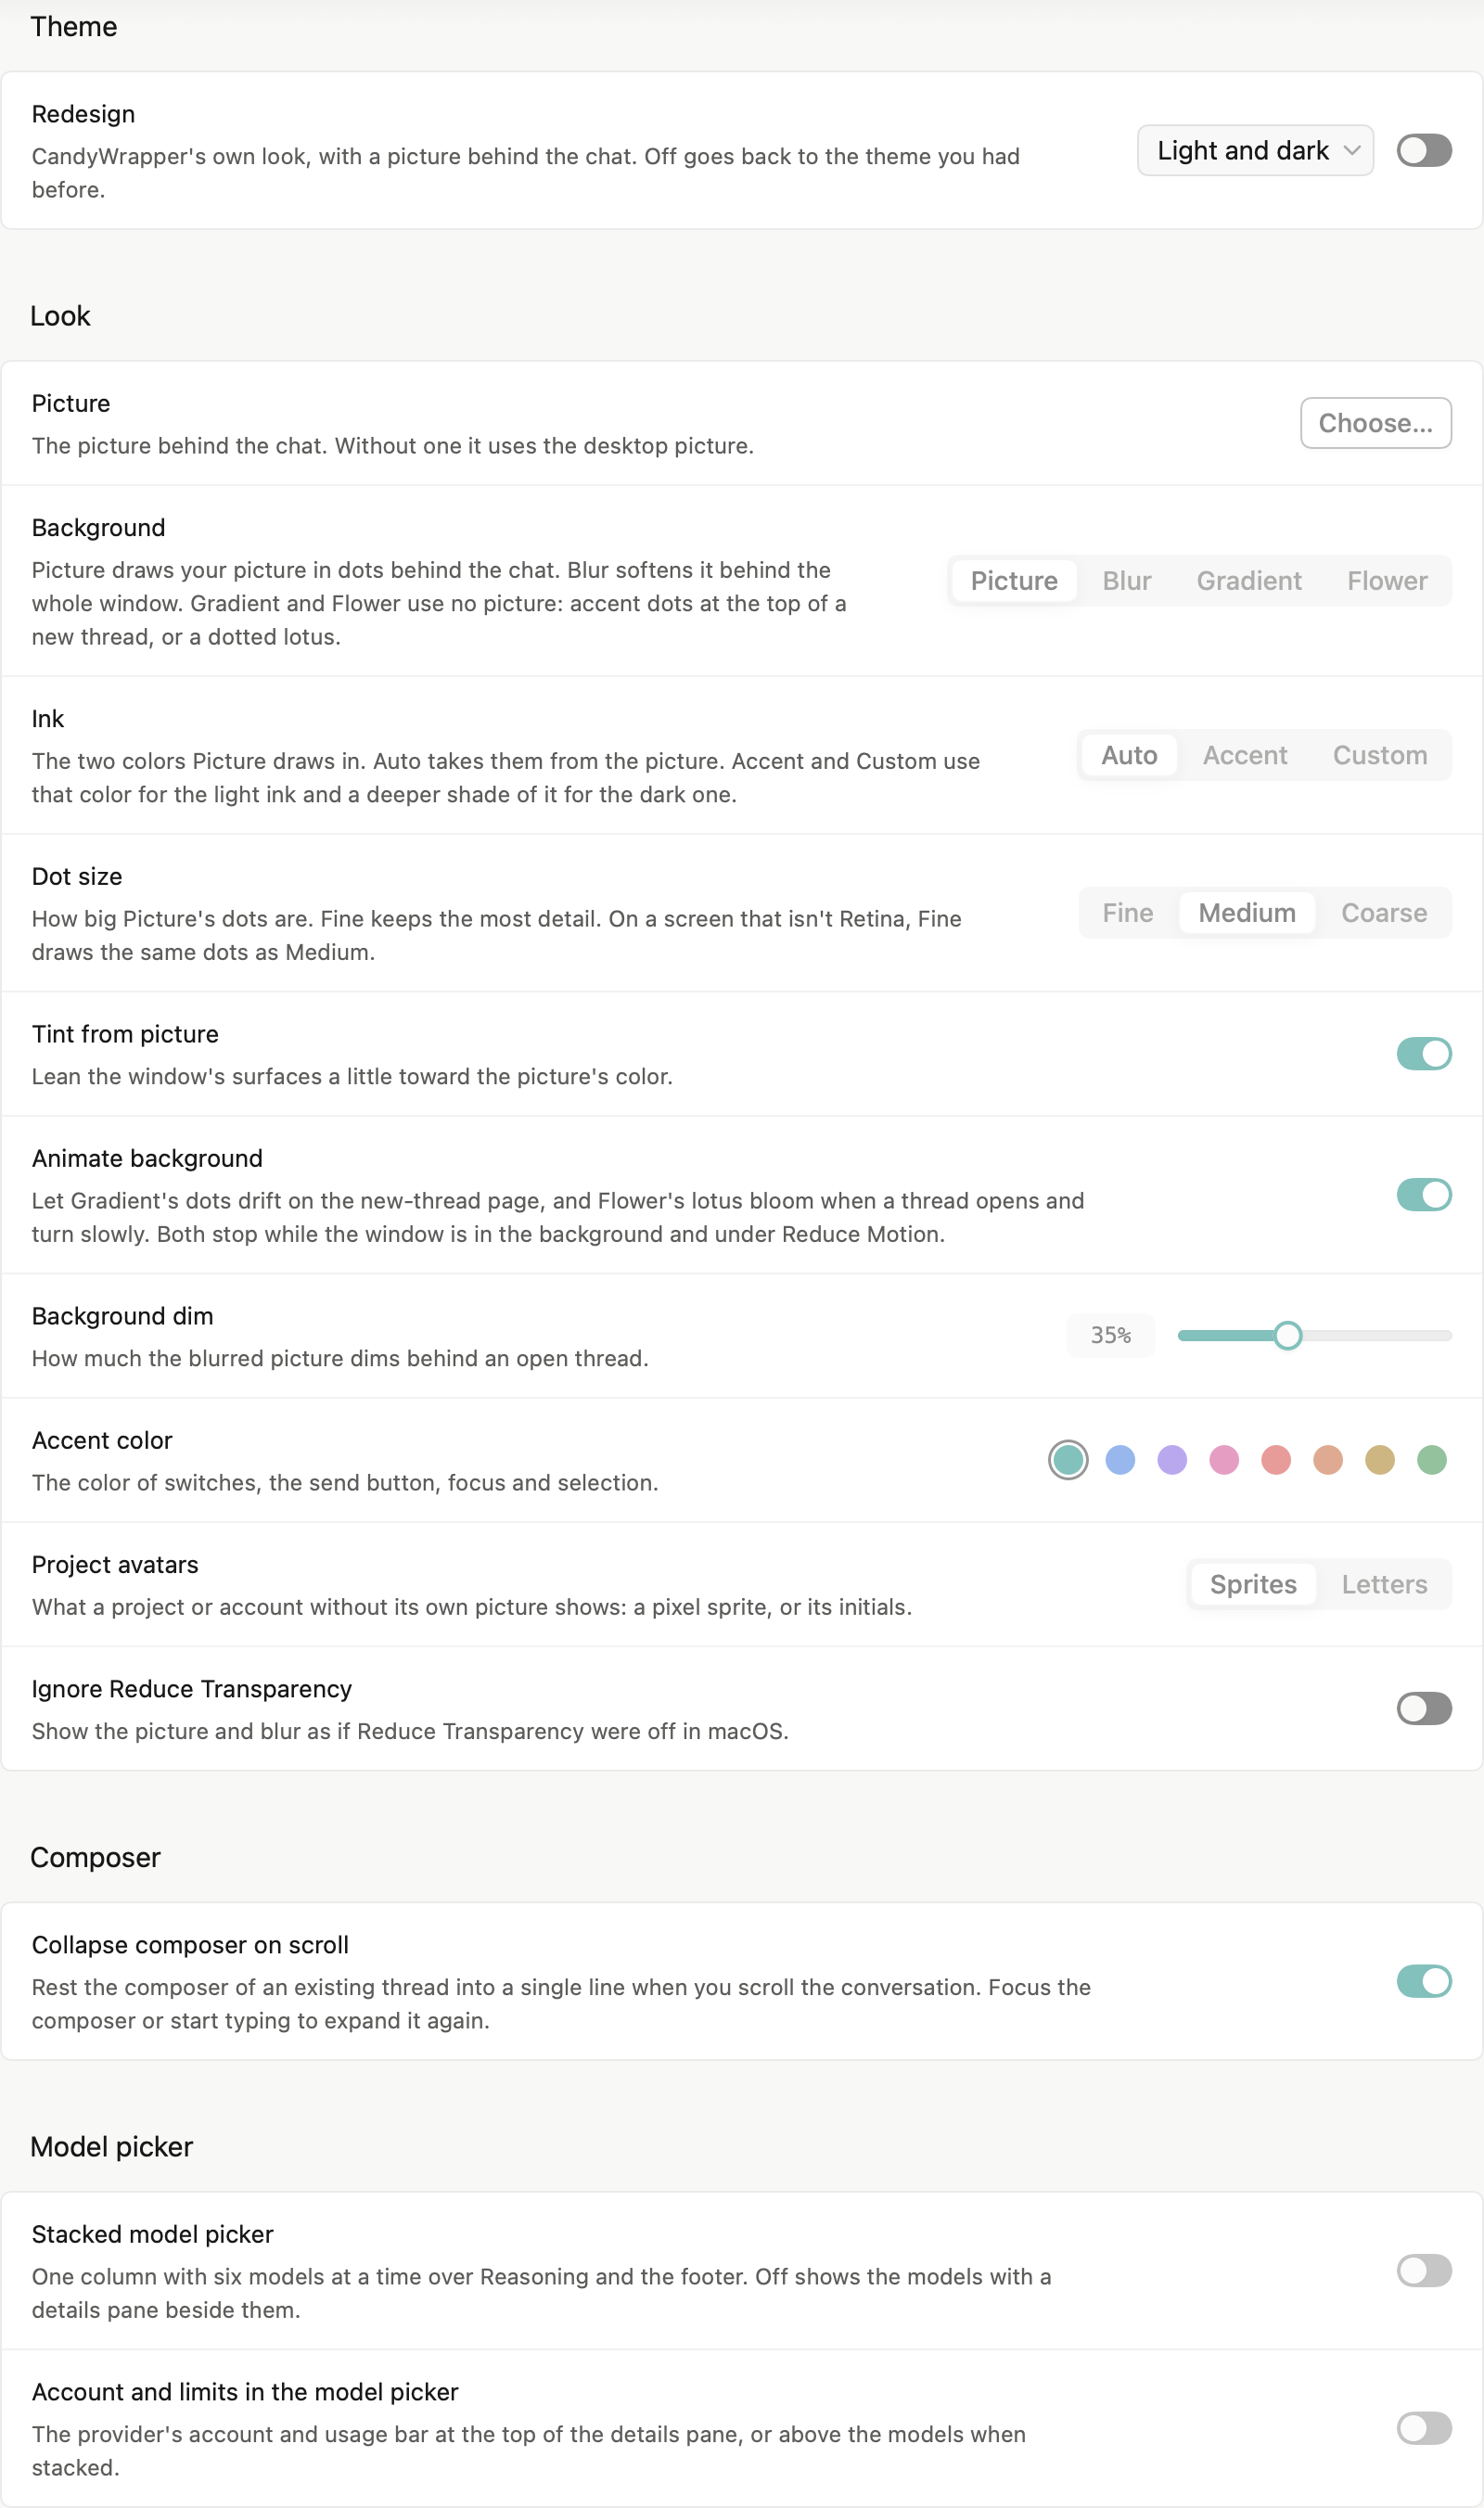 Theme
Redesign
CandyWrapper's own look, with a picture behind the chat. Off goes back to the theme you had
before.
Light and dark
Look
Picture
The picture behind the chat. Without one it uses the desktop picture.
Choose...
Background
Picture draws your picture in dots behind the chat. Blur softens it behind the
whole window. Gradient and Flower use no picture: accent dots at the top of a
new thread, or a dotted lotus.
Picture Blur Gradient Flower
Ink
The two colors Picture draws in. Auto takes them from the picture. Accent and Custom use
that color for the light ink and a deeper shade of it for the dark one.
Auto Accent Custom
Dot size
How big Picture's dots are. Fine keeps the most detail. On a screen that isn't Retina, Fine
draws the same dots as Medium.
Fine Medium Coarse
Tint from picture
Lean the window's surfaces a little toward the picture's color.
Animate background
Let Gradient's dots drift on the new-thread page, and Flower's lotus bloom when a thread opens and
turn slowly. Both stop while the window is in the background and under Reduce Motion.
Background dim
How much the blurred picture dims behind an open thread.
35%
Accent color
The color of switches, the send button, focus and selection.
Project avatars
What a project or account without its own picture shows: a pixel sprite, or its initials.
Sprites Letters
Ignore Reduce Transparency
Show the picture and blur as if Reduce Transparency were off in macOS.
Composer
Collapse composer on scroll
Rest the composer of an existing thread into a single line when you scroll the conversation. Focus the
composer or start typing to expand it again.
Model picker
Stacked model picker
One column with six models at a time over Reasoning and the footer. Off shows the models with a
details pane beside them.
Account and limits in the model picker
The provider's account and usage bar at the top of the details pane, or above the models when
stacked.